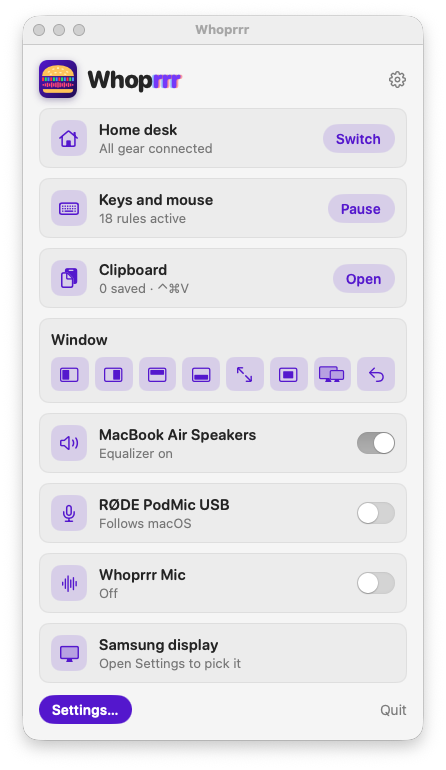 Whoprrr
Whoprrr
Home desk
All gear connected
Switch
Keys and mouse
18 rules active
Pause
Clipboard
0 saved · ^⌘V
Open
Window
MacBook Air Speakers
Equalizer on
RØDE PodMic USB
Follows macOS
Whoprrr Mic
Off
Samsung display
Open Settings to pick it
Settings...
Quit